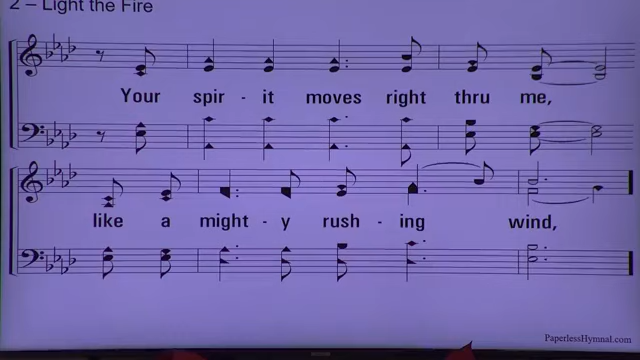 2 – Light the Fire
Your spir - it moves right thru me,
like a might - y rush - ing wind,
PaperlessHymnal.com